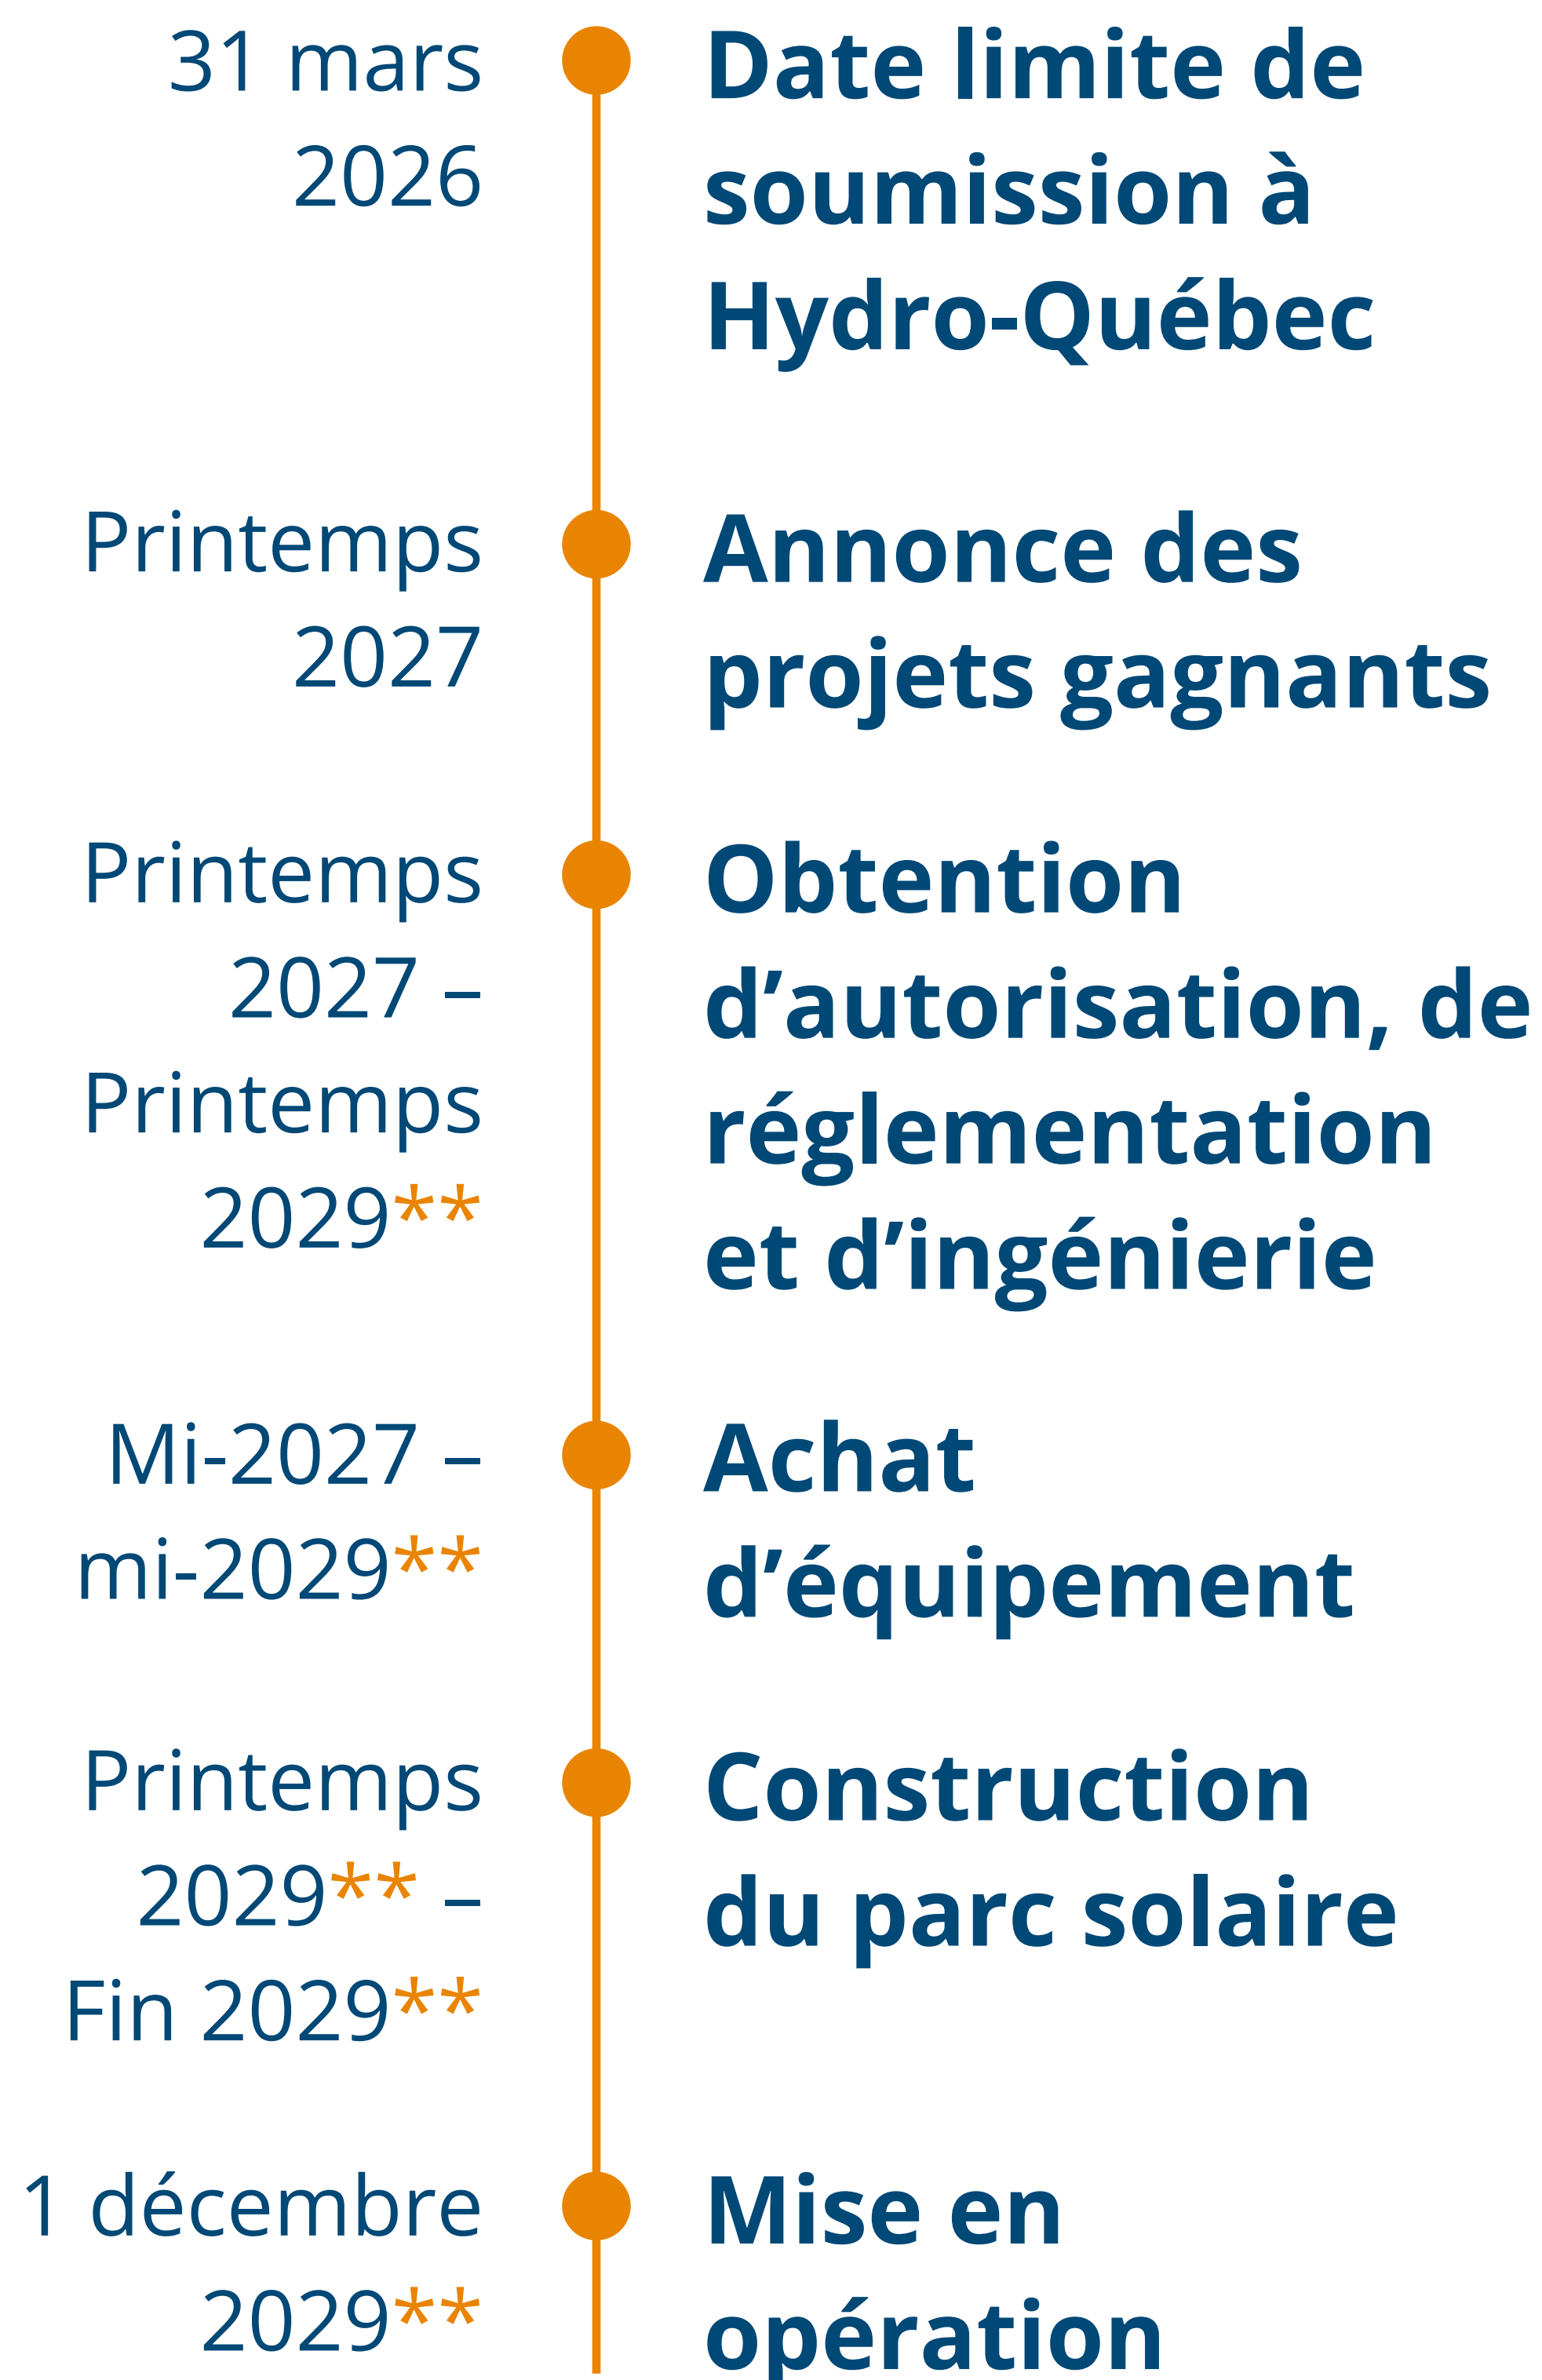 31 mars
2026
Date limite de
soumission à
Hydro-Québec
Printemps
2027
Annonce des
projets gagnants
Printemps
2027 –
Printemps
2029**
Obtention
d’autorisation, de
réglementation
et d’ingénierie
Mi-2027 –
mi-2029**
Achat
d’équipement
Printemps
2029** –
Fin 2029**
Construction
du parc solaire
1 décembre
2029**
Mise en
opération